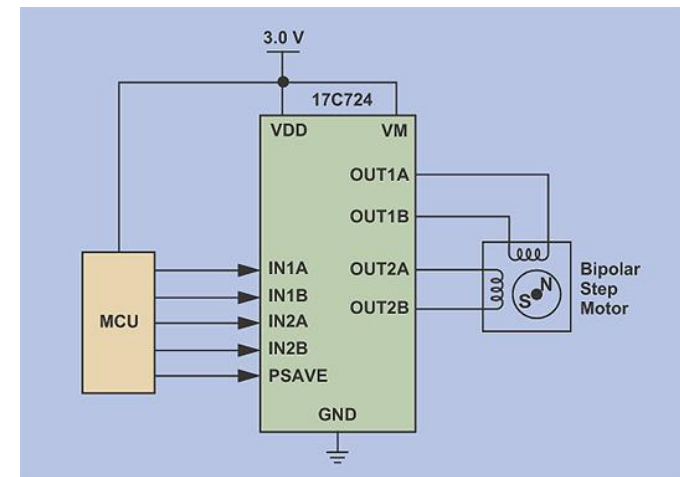 3.0 V
17C724
VDD VM
OUT1A
OUT1B
IN1A OUT2A
IN1B
IN2A OUT2B
IN2B
PSAVE
MCU
GND
Bipolar
Step
Motor
S N